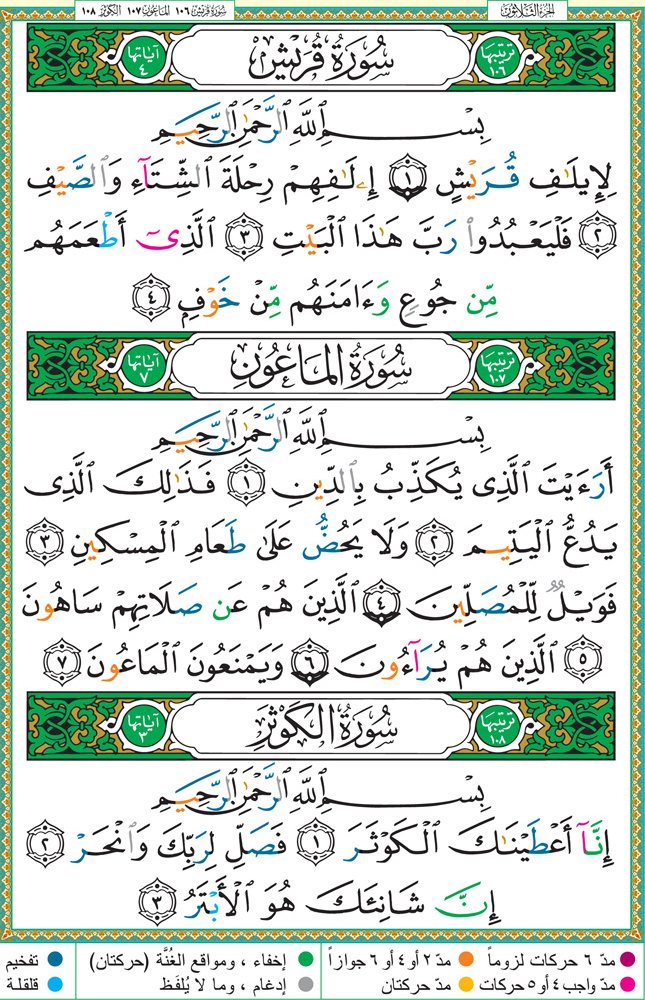 الجزء الثلاثون سورة قريش ١٠٦ الماعون ١٠٧ الكوثر ١٠٨
ترتيبها ١٠٦ سُورَةُ قُرَيْشٍ آياتها ٤
بِسْمِ ٱللَّهِ ٱلرَّحْمَٰنِ ٱلرَّحِيمِ
لِإِيلَٰفِ قُرَيْشٍ ١ إِۦلَٰفِهِمْ رِحْلَةَ ٱلشِّتَآءِ وَٱلصَّيْفِ
٢ فَلْيَعْبُدُوا۟ رَبَّ هَٰذَا ٱلْبَيْتِ ٣ ٱلَّذِىٓ أَطْعَمَهُم
مِّن جُوعٍ وَءَامَنَهُم مِّنْ خَوْفٍۭ ٤
ترتيبها ١٠٧ سُورَةُ المَاعُونِ آياتها ٧
بِسْمِ ٱللَّهِ ٱلرَّحْمَٰنِ ٱلرَّحِيمِ
أَرَءَيْتَ ٱلَّذِى يُكَذِّبُ بِٱلدِّينِ ١ فَذَٰلِكَ ٱلَّذِى
يَدُعُّ ٱلْيَتِيمَ ٢ وَلَا يَحُضُّ عَلَىٰ طَعَامِ ٱلْمِسْكِينِ ٣
فَوَيْلٌ لِّلْمُصَلِّينَ ٤ ٱلَّذِينَ هُمْ عَن صَلَاتِهِمْ سَاهُونَ
٥ ٱلَّذِينَ هُمْ يُرَآءُونَ ٦ وَيَمْنَعُونَ ٱلْمَاعُونَ ٧
ترتيبها ١٠٨ سُورَةُ الكَوْثَرِ آياتها ٣
بِسْمِ ٱللَّهِ ٱلرَّحْمَٰنِ ٱلرَّحِيمِ
إِنَّآ أَعْطَيْنَٰكَ ٱلْكَوْثَرَ ١ فَصَلِّ لِرَبِّكَ وَٱنْحَرْ ٢
إِنَّ شَانِئَكَ هُوَ ٱلْأَبْتَرُ ٣
مدّ ٦ حركات لزوماً مدّ ٢ أو ٤ أو ٦ جوازاً إخفاء ، ومواقع الغُنَّة (حركتان) تفخيم
مدّ واجب ٤ أو ٥ حركات مدّ حركتان إدغام ، وما لا يُلفَظ قلقلة